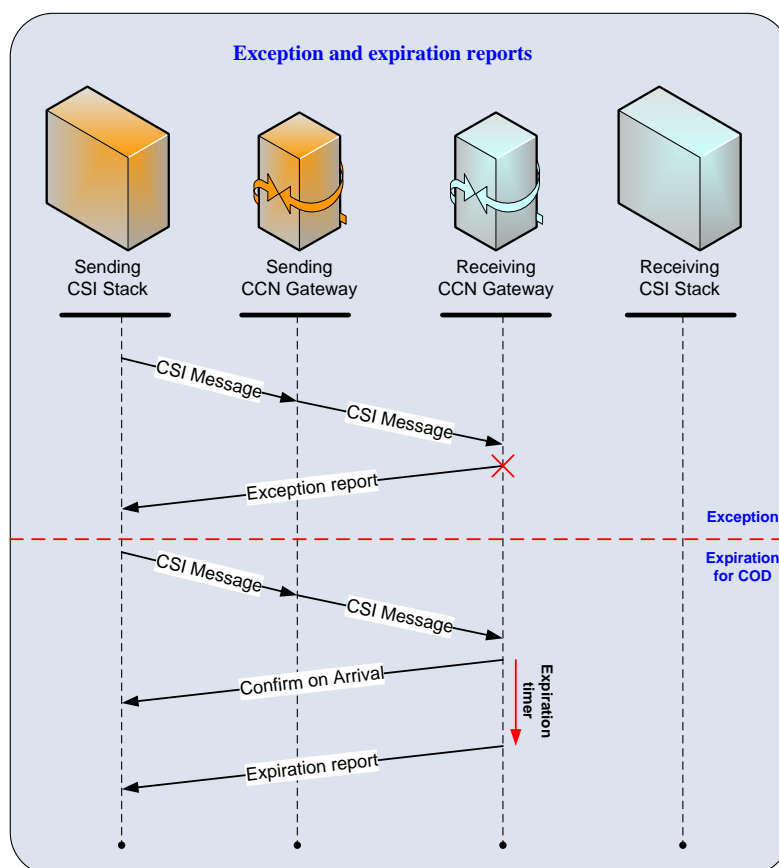 Exception and expiration reports
Sending
CSI Stack
Sending
CCN Gateway
Receiving
CCN Gateway
Receiving
CSI Stack
CSI Message
CSI Message
Exception report
Exception
Expiration
for COD
CSI Message
CSI Message
Confirm on Arrival
Expiration
timer
Expiration report